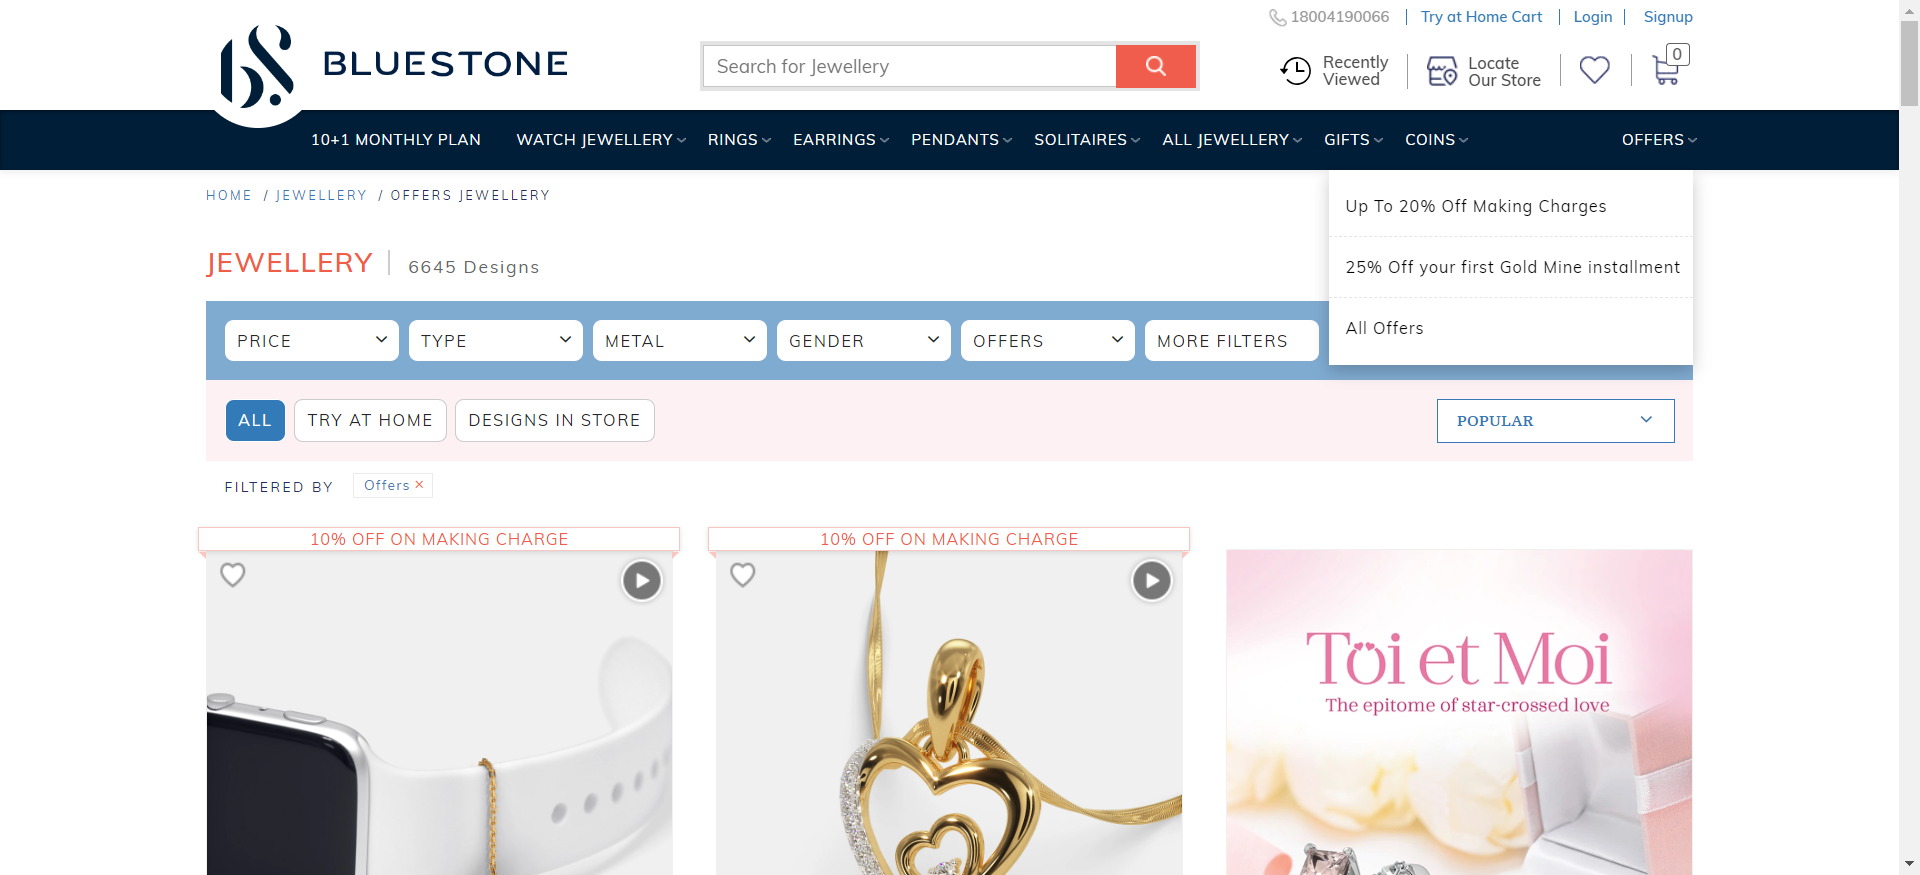 18004190066
Try at Home Cart
Login
Signup
BLUESTONE
Search for Jewellery
Recently
Viewed
Locate
Our Store
0
10+1 MONTHLY PLAN
WATCH JEWELLERY
RINGS
EARRINGS
PENDANTS
SOLITAIRES
ALL JEWELLERY
GIFTS
COINS
OFFERS
HOME / JEWELLERY / OFFERS JEWELLERY
Up To 20% Off Making Charges
25% Off your first Gold Mine installment
All Offers
JEWELLERY
6645 Designs
PRICE
TYPE
METAL
GENDER
OFFERS
MORE FILTERS
ALL
TRY AT HOME
DESIGNS IN STORE
POPULAR
FILTERED BY
Offers ×
10% OFF ON MAKING CHARGE
10% OFF ON MAKING CHARGE
Toi et Moi
The epitome of star-crossed love